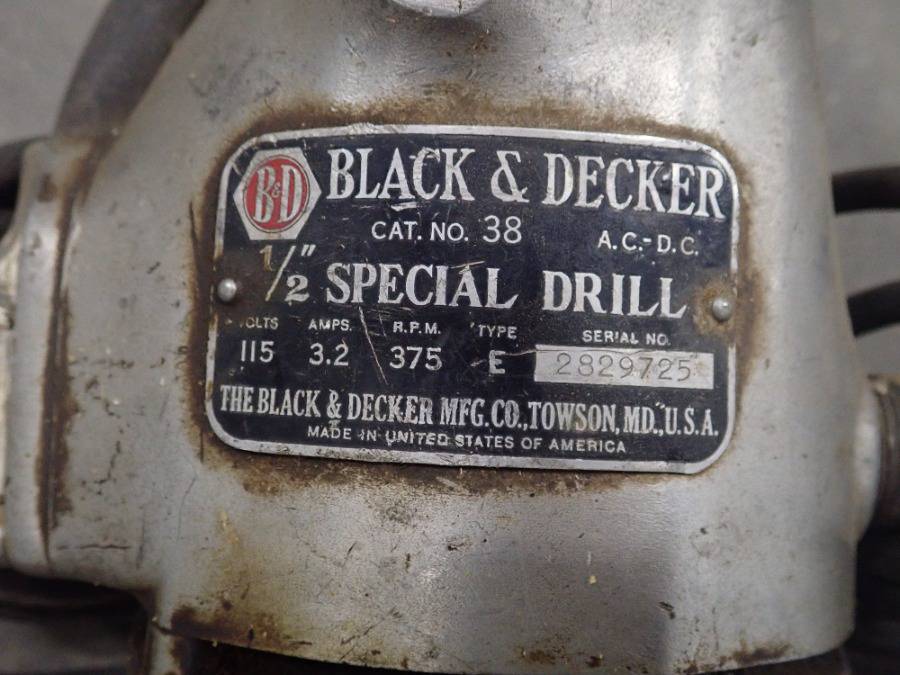 B&D BLACK & DECKER
CAT. NO. 38 A.C.-D.C.
1/2" SPECIAL DRILL
VOLTS AMPS. R.P.M. TYPE SERIAL NO.
115 3.2 375 E 2829725
THE BLACK & DECKER MFG. CO., TOWSON, MD., U.S.A.
MADE IN UNITED STATES OF AMERICA